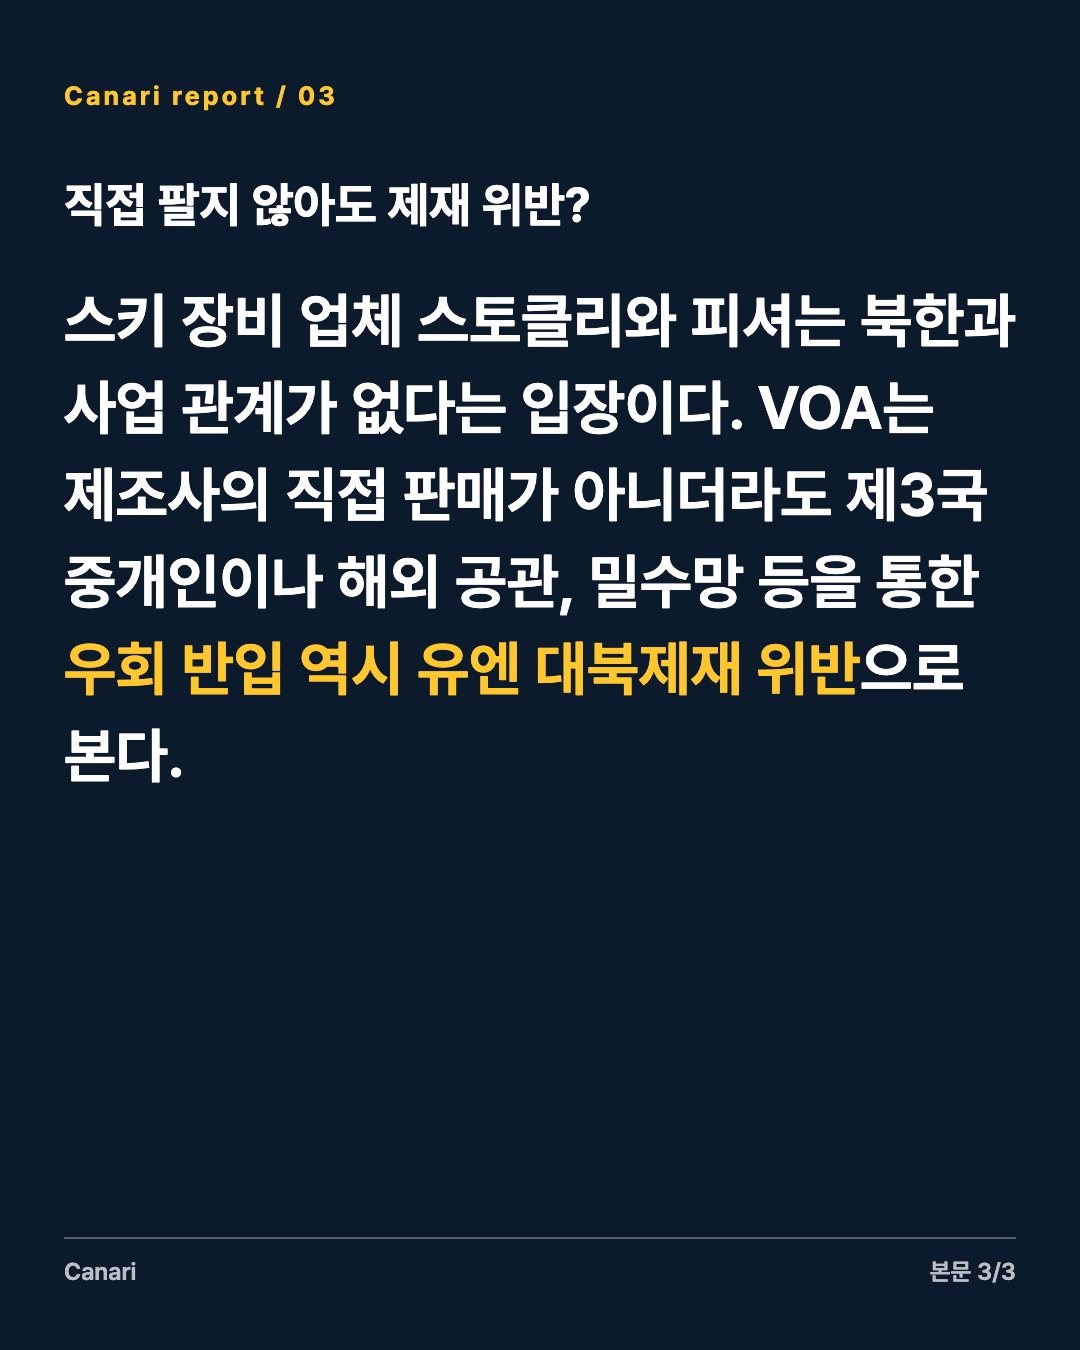 Canari report / 03
직접 팔지 않아도 제재 위반?
스키 장비 업체 스토클리와 피셔는 북한과
사업 관계가 없다는 입장이다. VOA는
제조사의 직접 판매가 아니더라도 제3국
중개인이나 해외 공관, 밀수망 등을 통한
우회 반입 역시 유엔 대북제재 위반으로
본다.
Canari
본문 3/3